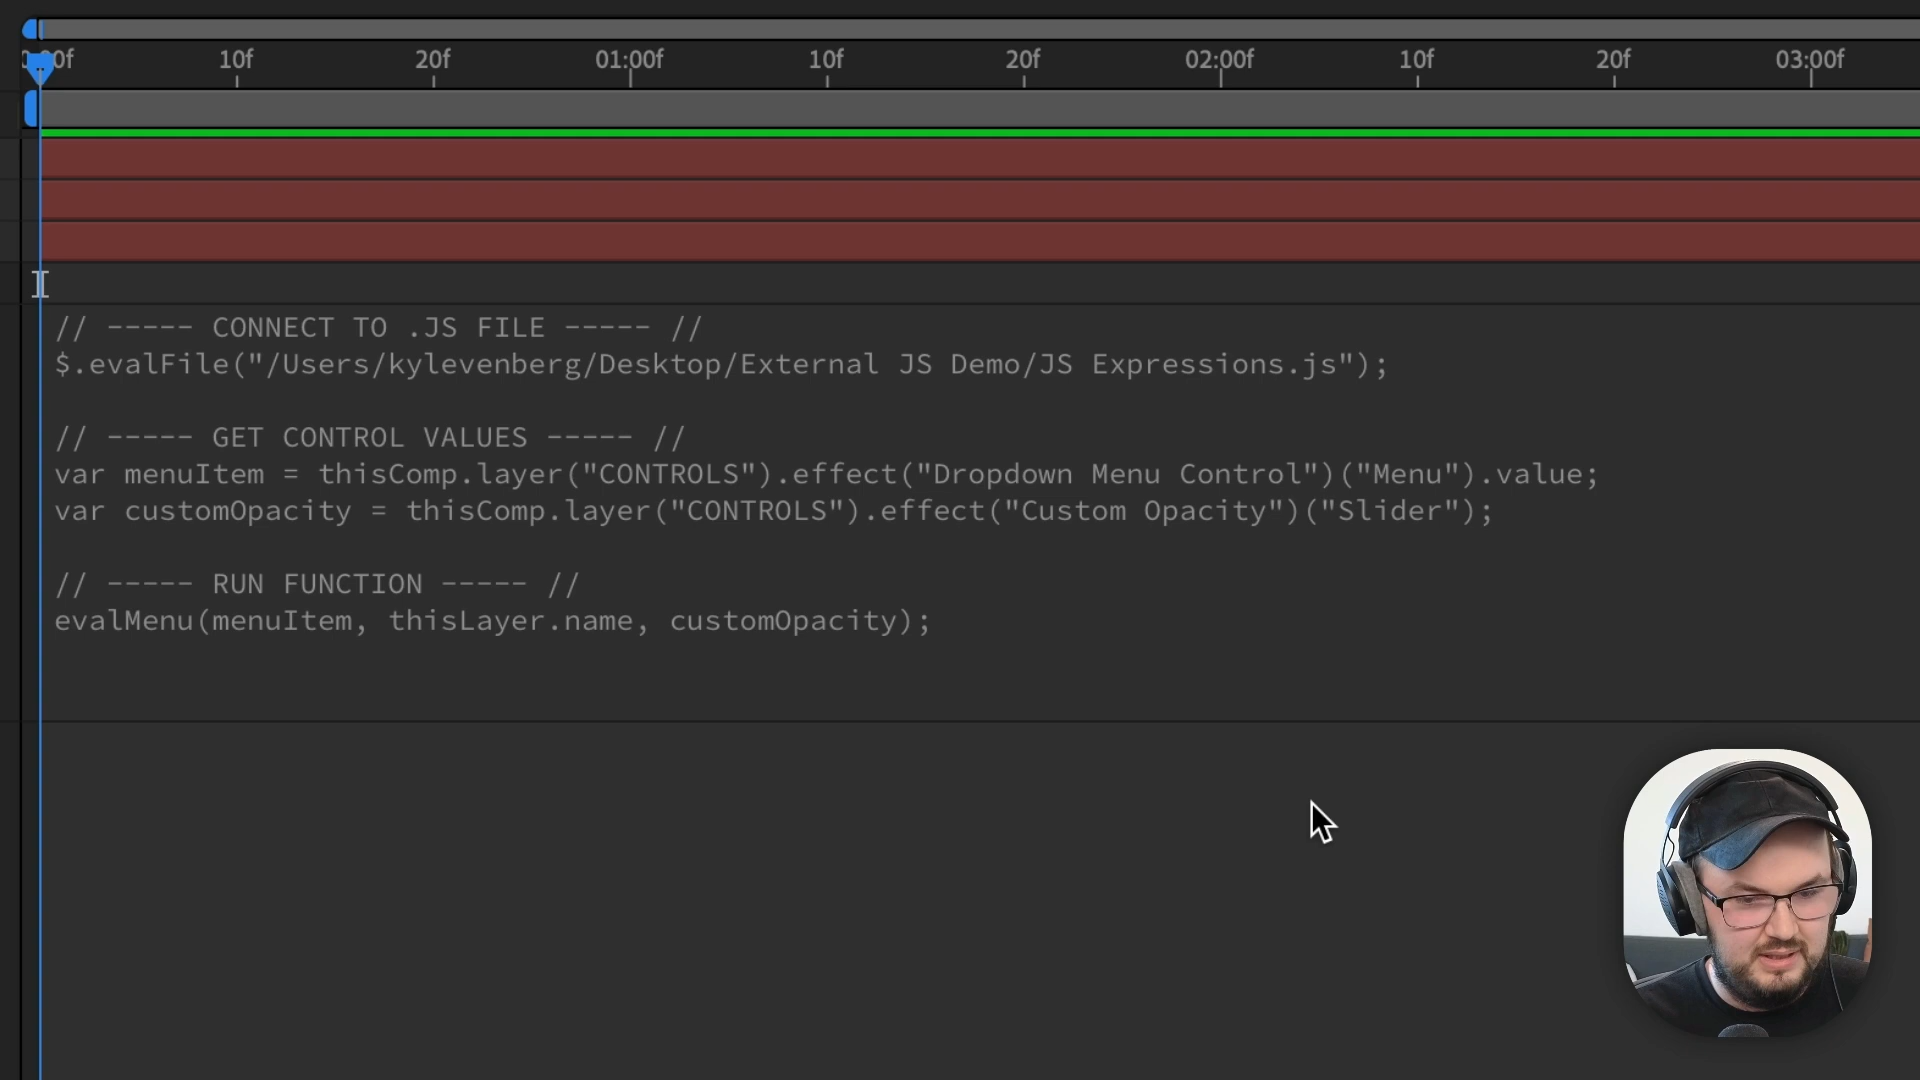 10f 20f 01:00f 10f 20f 02:00f 10f 20f 03:00f
// ----- CONNECT TO .JS FILE ----- //
$.evalFile("/Users/kylevenberg/Desktop/External JS Demo/JS Expressions.js");
// ----- GET CONTROL VALUES ----- //
var menuItem = thisComp.layer("CONTROLS").effect("Dropdown Menu Control")("Menu").value;
var customOpacity = thisComp.layer("CONTROLS").effect("Custom Opacity")("Slider");
// ----- RUN FUNCTION ----- //
evalMenu(menuItem, thisLayer.name, customOpacity);